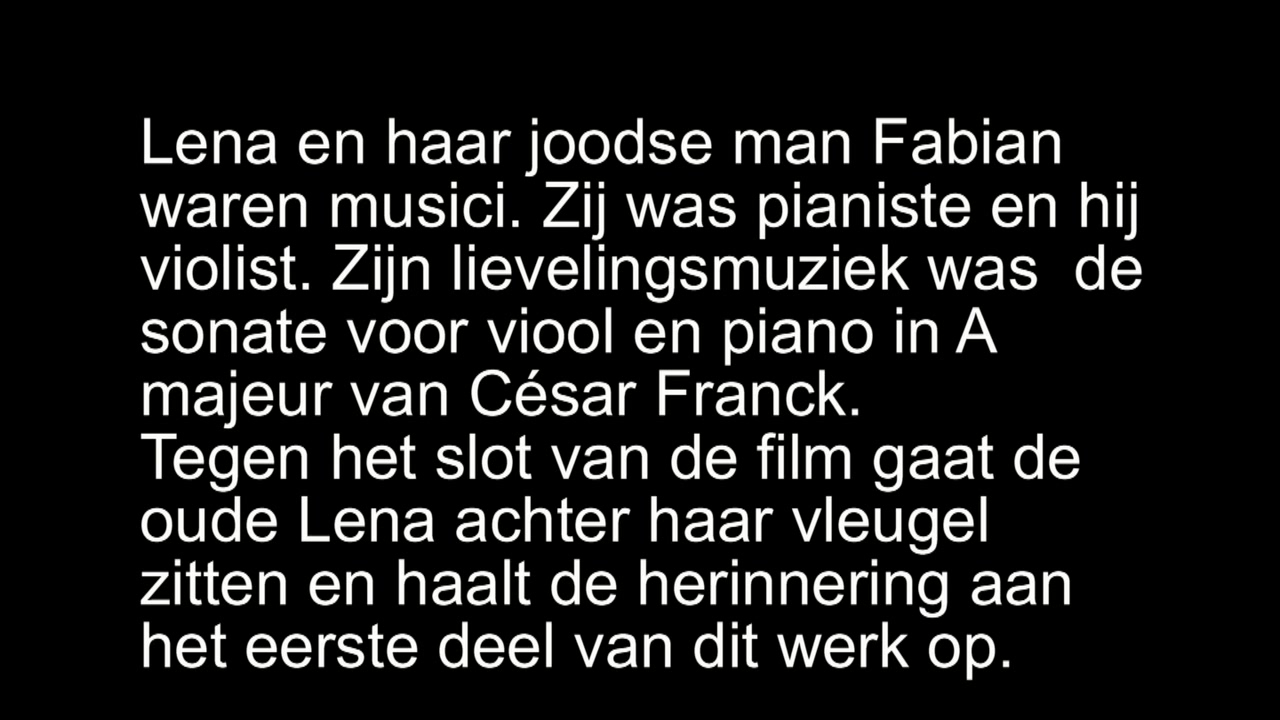 Lena en haar joodse man Fabian
waren musici. Zij was pianiste en hij
violist. Zijn lievelingsmuziek was  de
sonate voor viool en piano in A
majeur van César Franck.
Tegen het slot van de film gaat de
oude Lena achter haar vleugel
zitten en haalt de herinnering aan
het eerste deel van dit werk op.